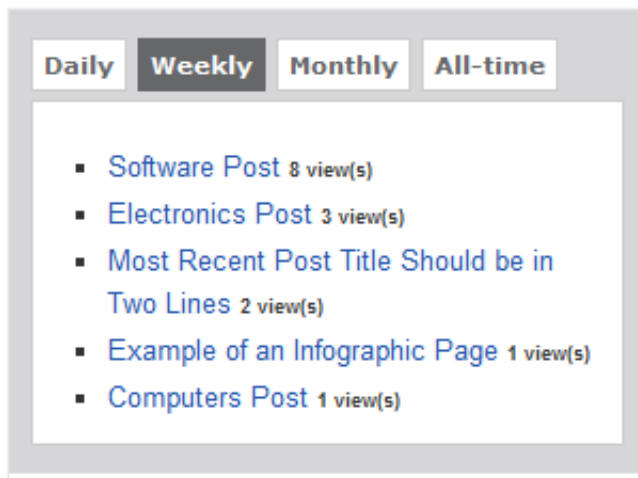 Daily Weekly Monthly All-time
Software Post 8 view(s)
Electronics Post 3 view(s)
Most Recent Post Title Should be in
Two Lines 2 view(s)
Example of an Infographic Page 1 view(s)
Computers Post 1 view(s)